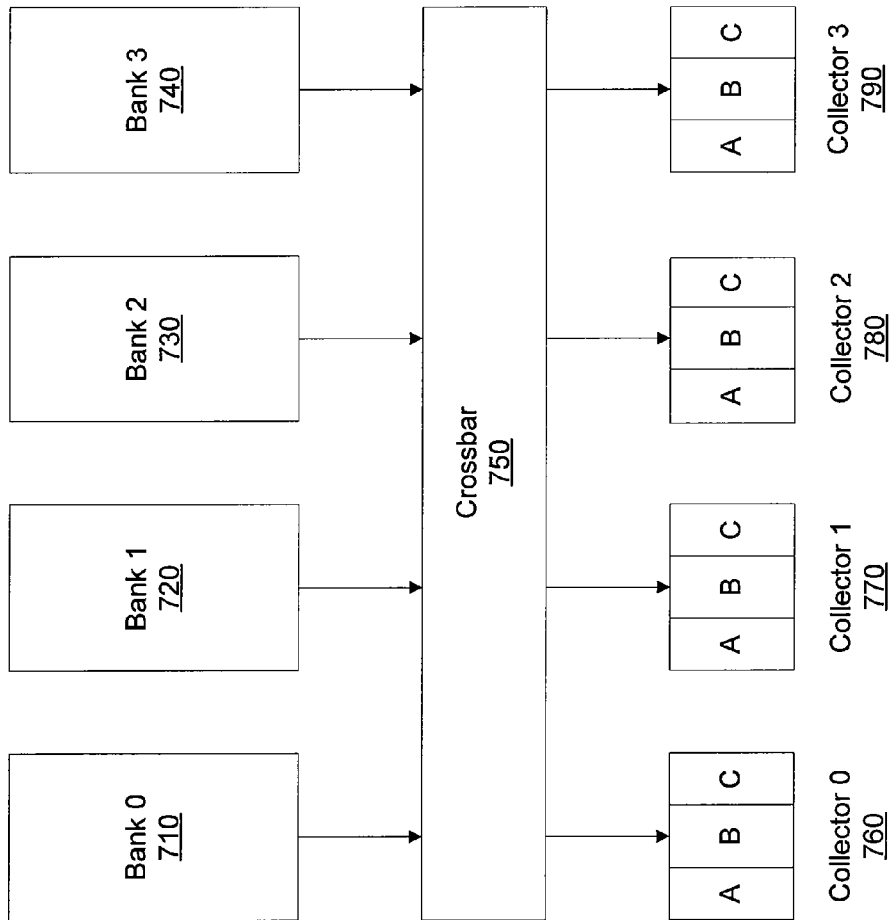 Bank 0
710
Bank 1
720
Bank 2
730
Bank 3
740
Crossbar
750
A B C
A B C
A B C
A B C
Collector 0
760
Collector 1
770
Collector 2
780
Collector 3
790